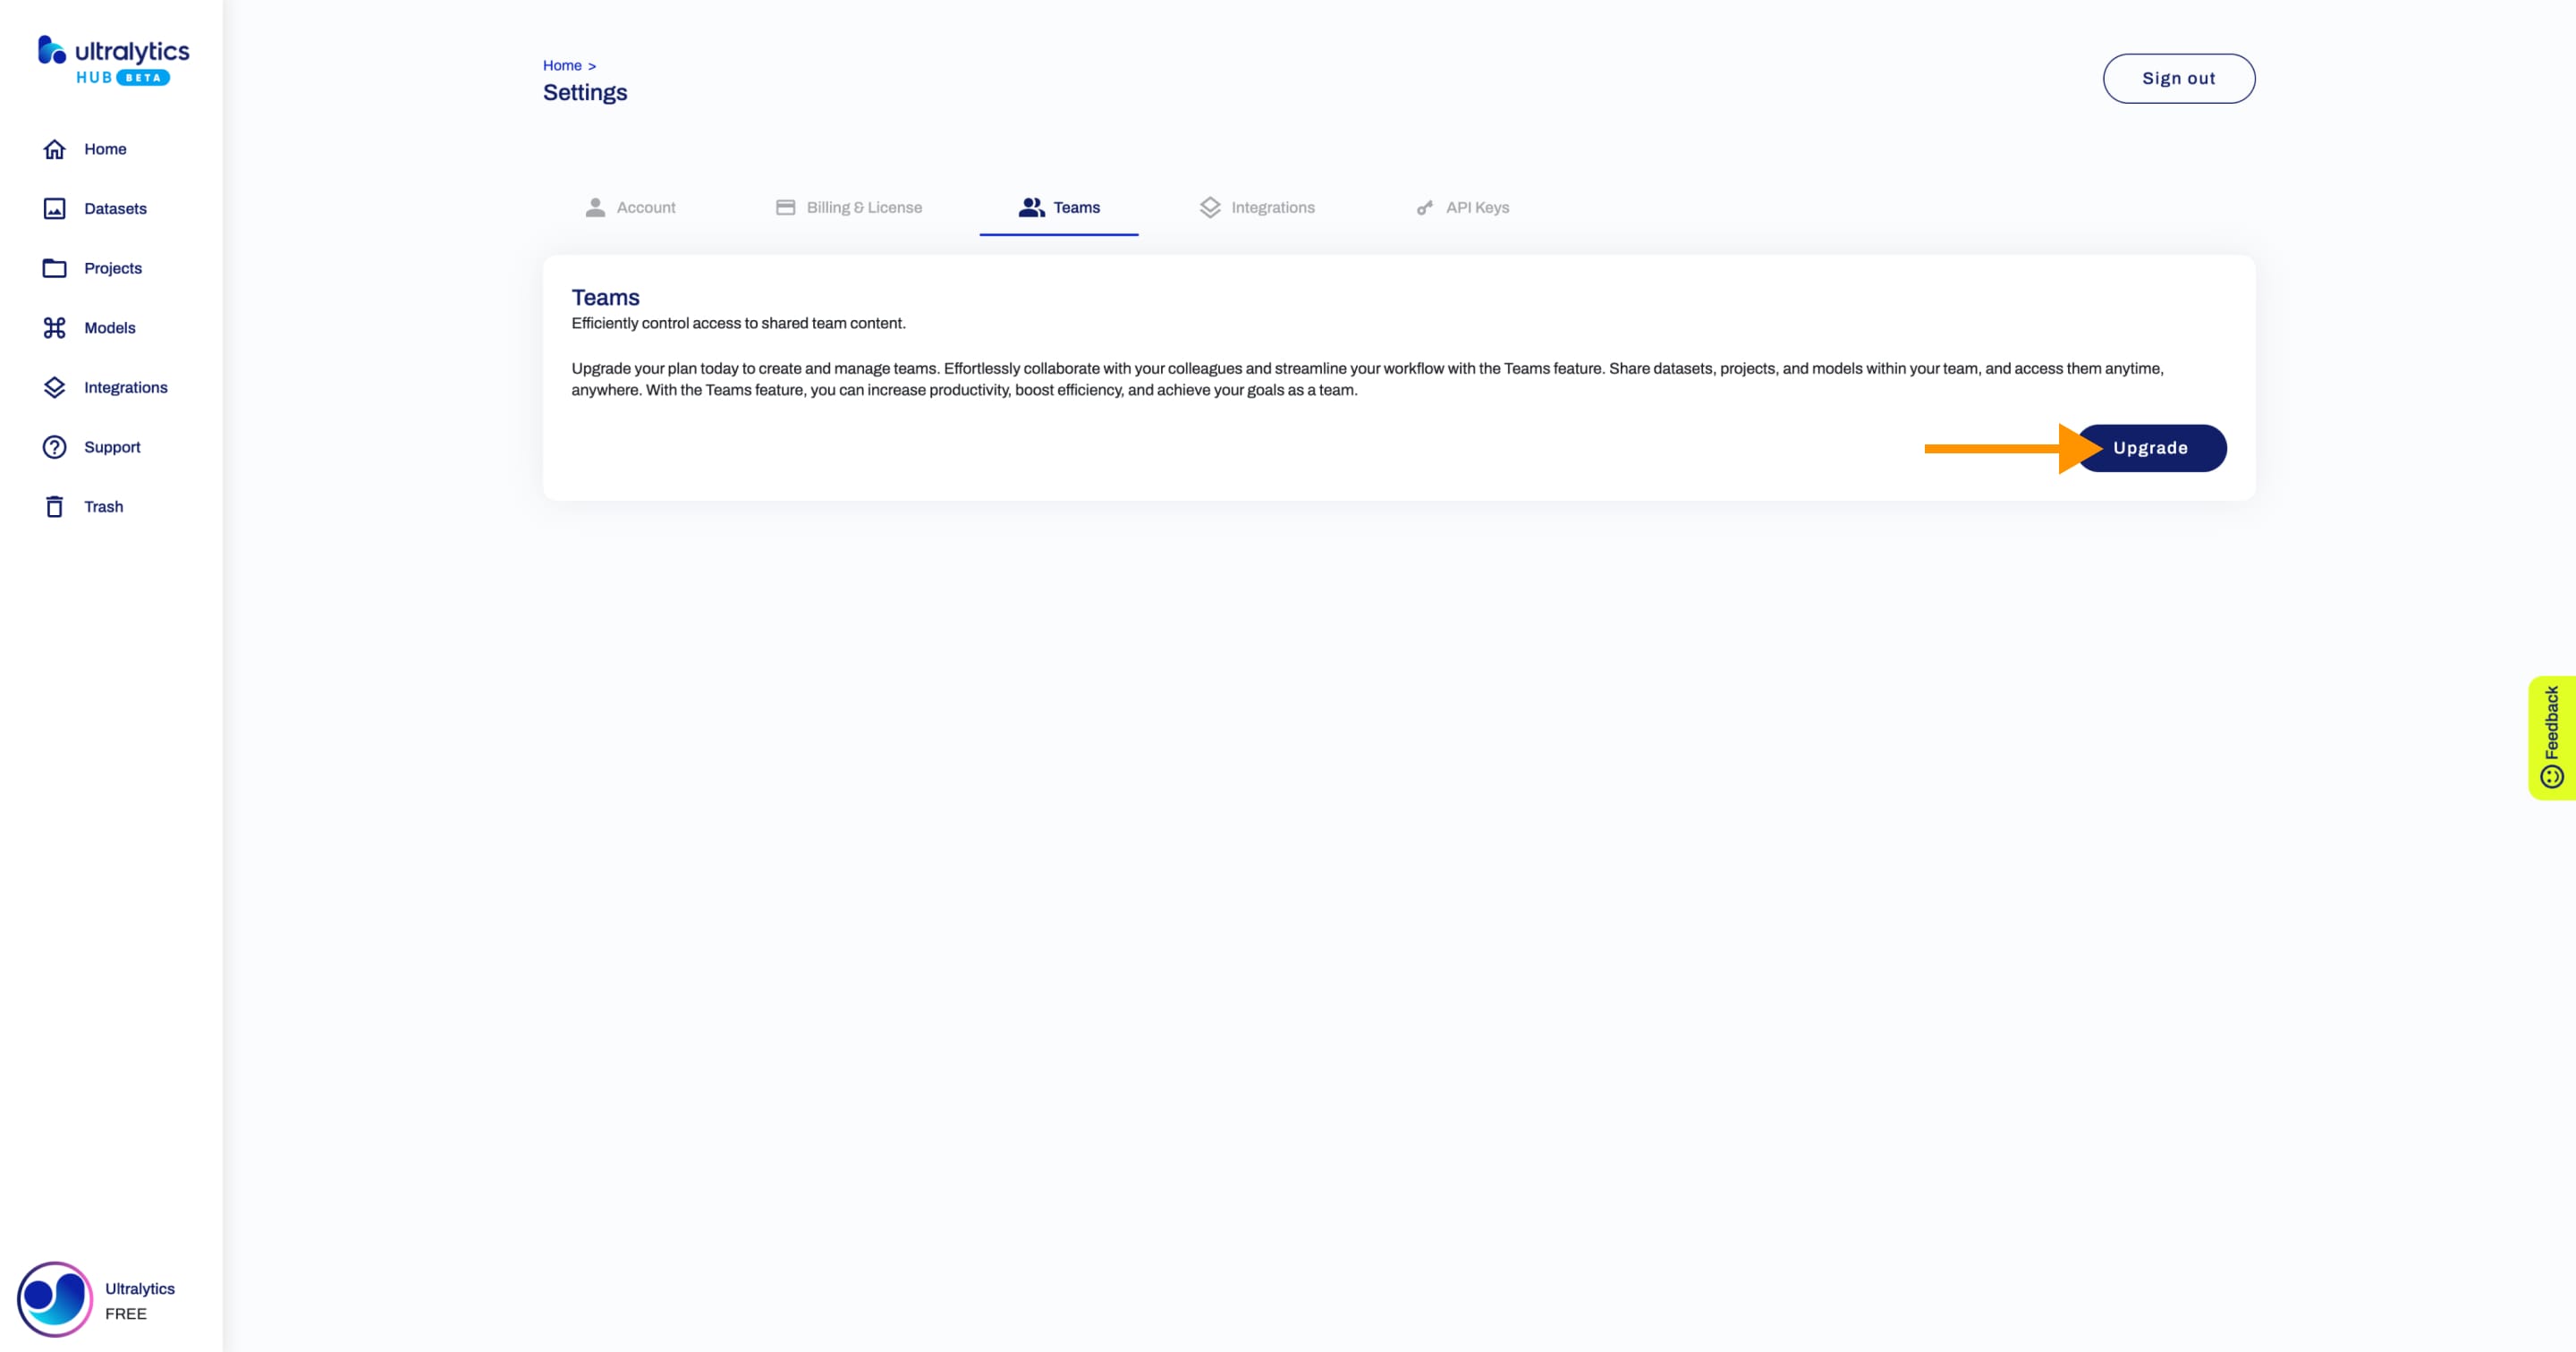 ultralytics
HUB BETA
Home
Datasets
Projects
Models
Integrations
Support
Trash
Ultralytics
FREE
Home >
Settings
Sign out
Account
Billing & License
Teams
Integrations
API Keys
Teams
Efficiently control access to shared team content.
Upgrade your plan today to create and manage teams. Effortlessly collaborate with your colleagues and streamline your workflow with the Teams feature. Share datasets, projects, and models within your team, and access them anytime,
anywhere. With the Teams feature, you can increase productivity, boost efficiency, and achieve your goals as a team.
Upgrade
Feedback